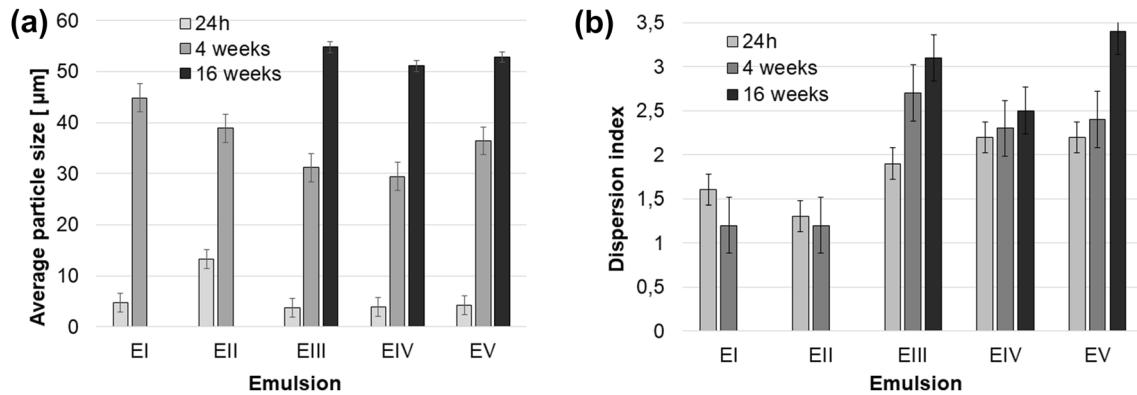 (a)
60
50
40
30
20
10
0
Average particle size [ µm]
24h
4 weeks
16 weeks
EI
EII
EIII
EIV
EV
Emulsion
(b)
3,5
3
2,5
2
1,5
1
0,5
0
Dispersion index
24h
4 weeks
16 weeks
EI
EII
EIII
EIV
EV
Emulsion